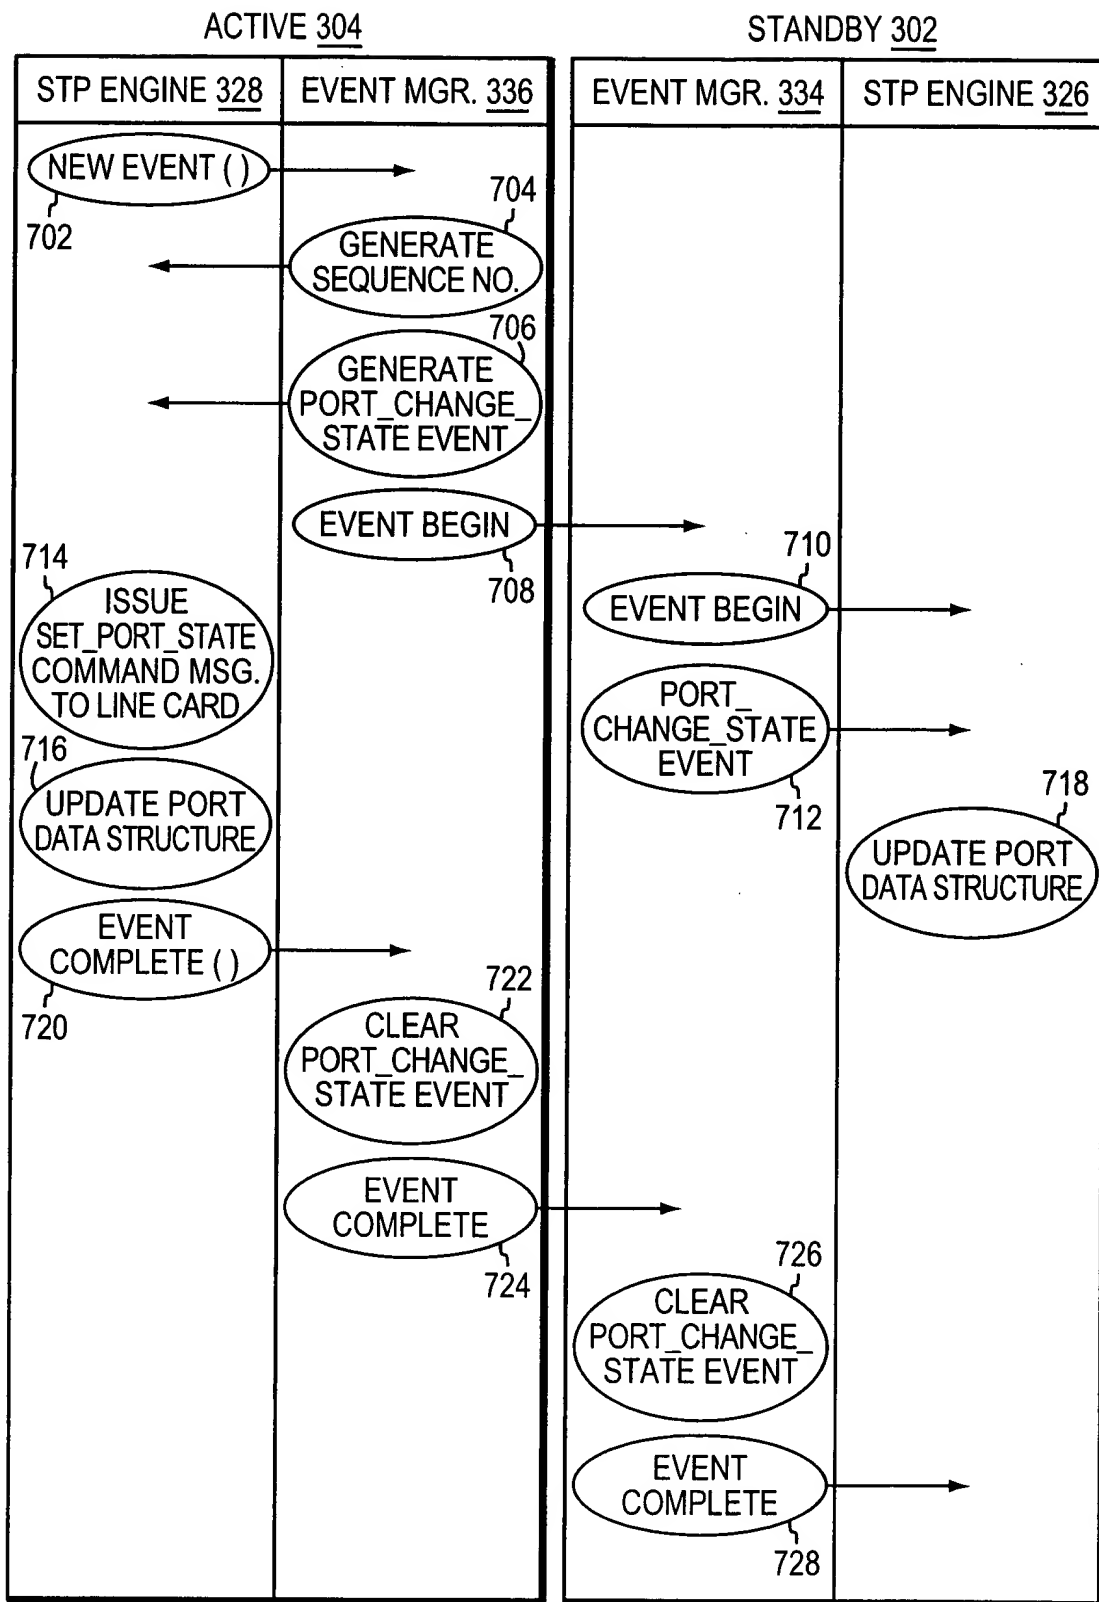 ACTIVE 304
STANDBY 302
STP ENGINE 328
EVENT MGR. 336
EVENT MGR. 334
STP ENGINE 326
NEW EVENT ( )
702
704
GENERATE
SEQUENCE NO.
706
GENERATE
PORT_CHANGE_
STATE EVENT
EVENT BEGIN
708
710
EVENT BEGIN
714
ISSUE
SET_PORT_STATE
COMMAND MSG.
TO LINE CARD
PORT_
CHANGE_STATE
EVENT
712
716
UPDATE PORT
DATA STRUCTURE
718
UPDATE PORT
DATA STRUCTURE
EVENT
COMPLETE ( )
720
722
CLEAR
PORT_CHANGE_
STATE EVENT
EVENT
COMPLETE
724
726
CLEAR
PORT_CHANGE_
STATE EVENT
EVENT
COMPLETE
728